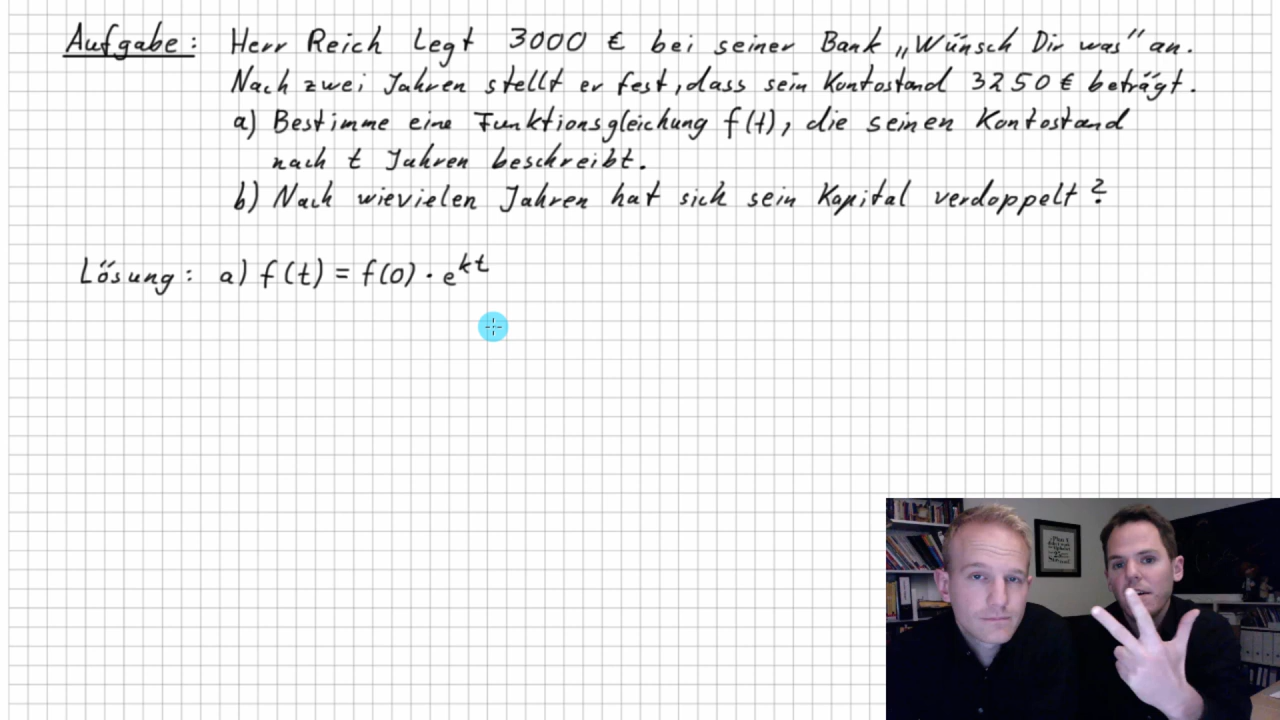 Aufgabe: Herr Reich legt 3000 € bei seiner Bank „Wünsch Dir was" an.
Nach zwei Jahren stellt er fest, dass sein Kontostand 3250 € beträgt.
a) Bestimme eine Funktionsgleichung f(t), die seinen Kontostand
nach t Jahren beschreibt.
b) Nach wievielen Jahren hat sich sein Kapital verdoppelt?
Lösung: a) f(t) = f(0) · e^kt